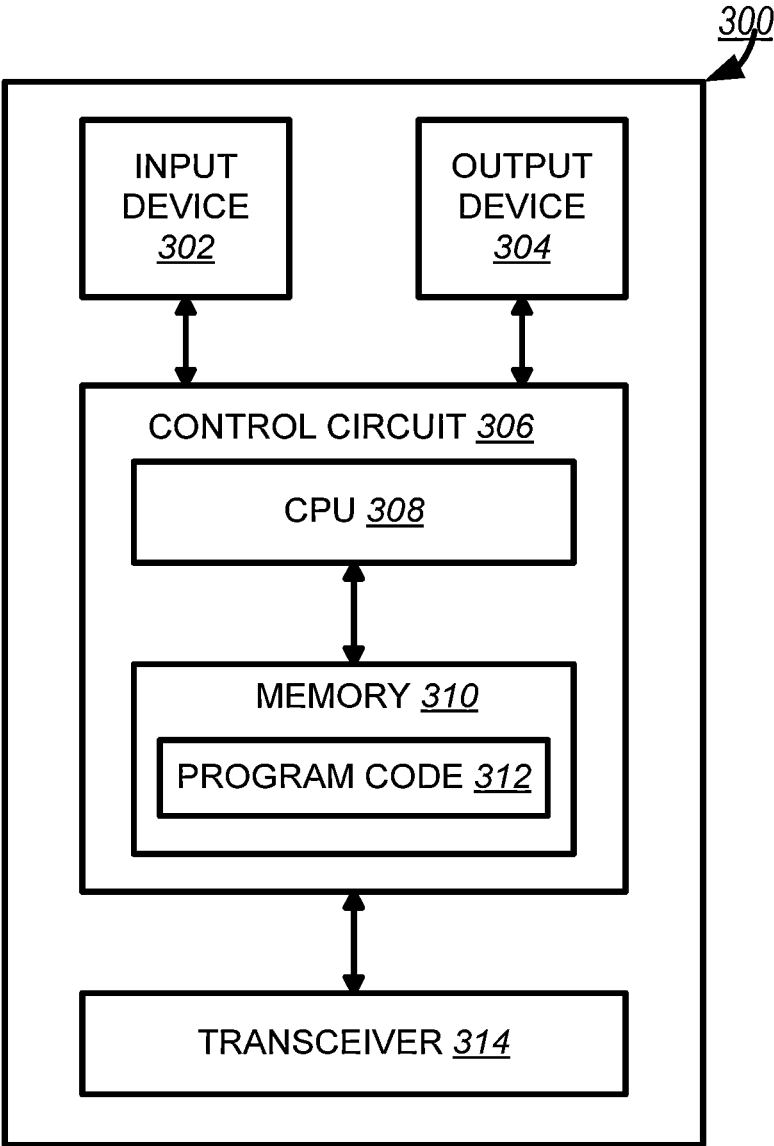 300
INPUT
DEVICE
302
OUTPUT
DEVICE
304
CONTROL CIRCUIT 306
CPU 308
MEMORY 310
PROGRAM CODE 312
TRANSCEIVER 314